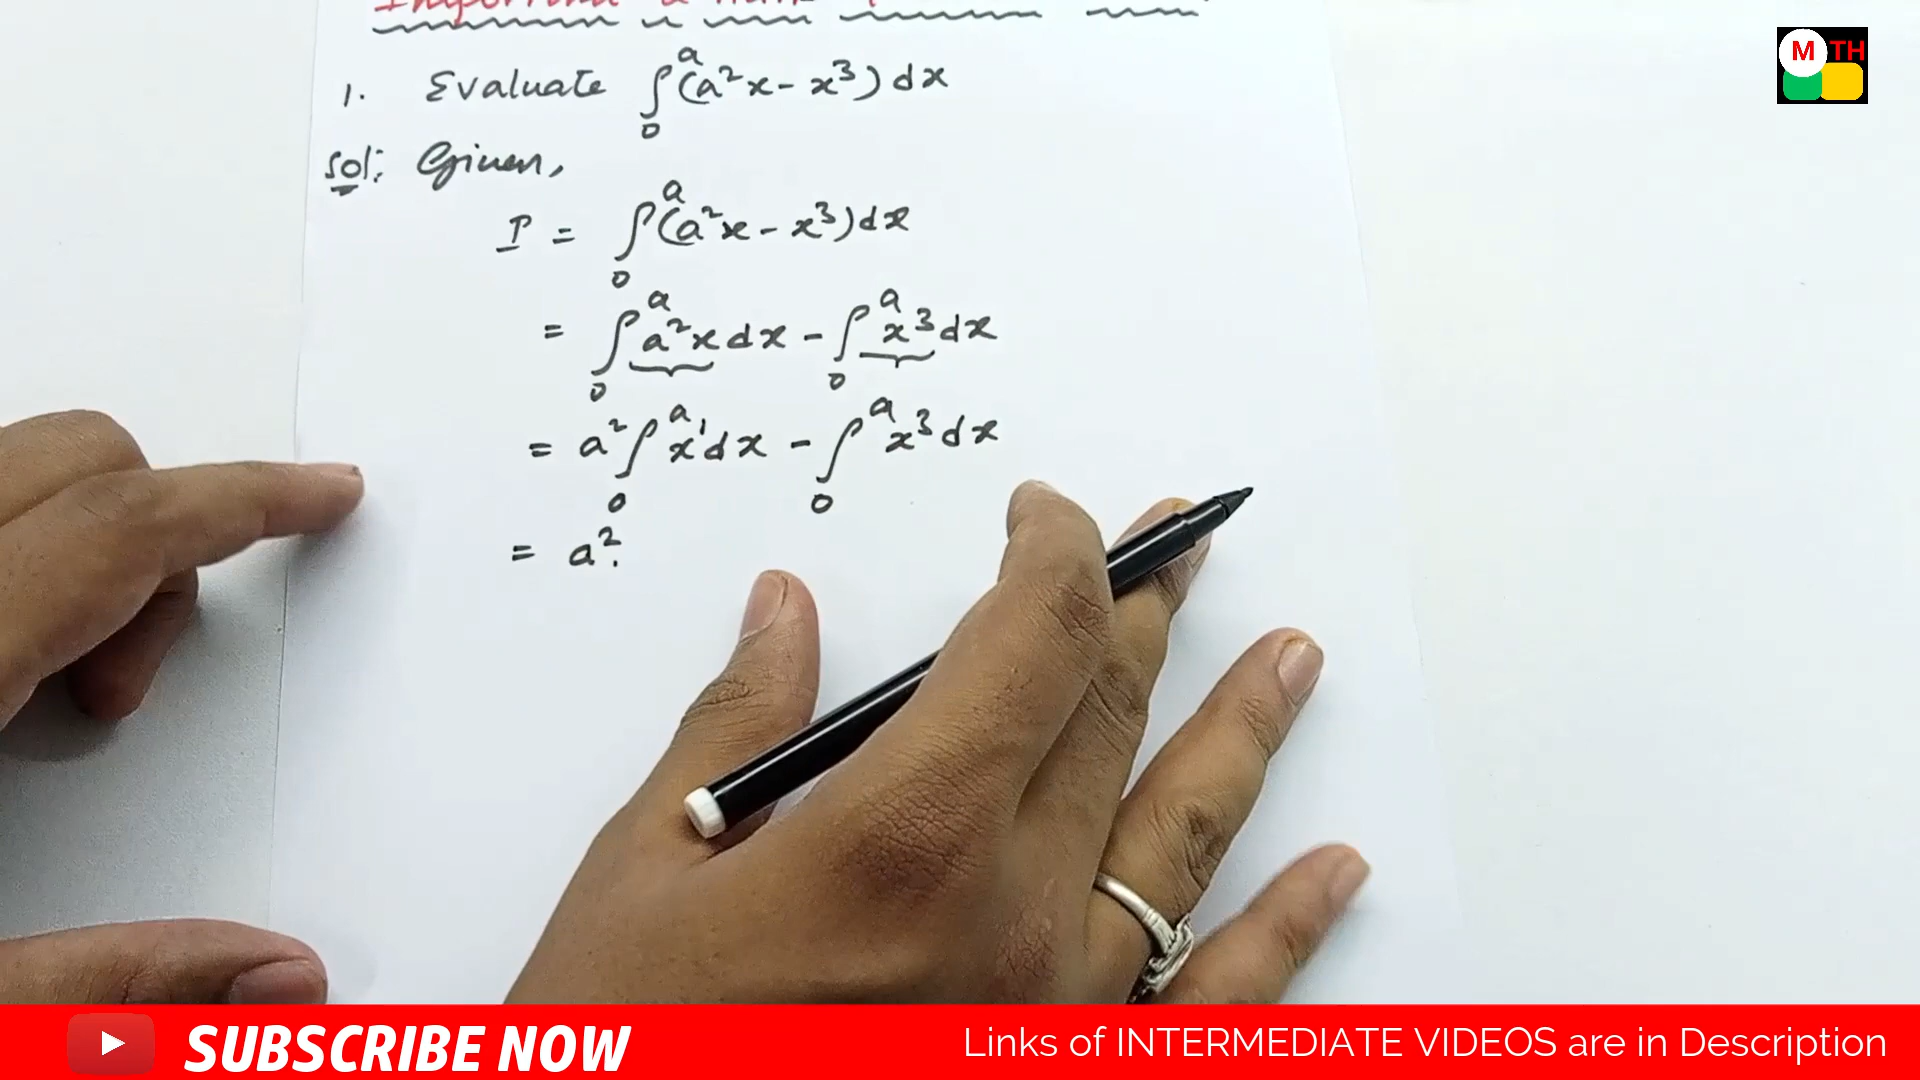 1. Evaluate ∫₀ᵃ (a²x - x³) dx
Sol: Given,
I = ∫₀ᵃ (a²x - x³) dx
= ∫₀ᵃ a²x dx - ∫₀ᵃ x³ dx
= a² ∫₀ᵃ x¹ dx - ∫₀ᵃ x³ dx
= a².
MTH
SUBSCRIBE NOW
Links of INTERMEDIATE VIDEOS are in Description